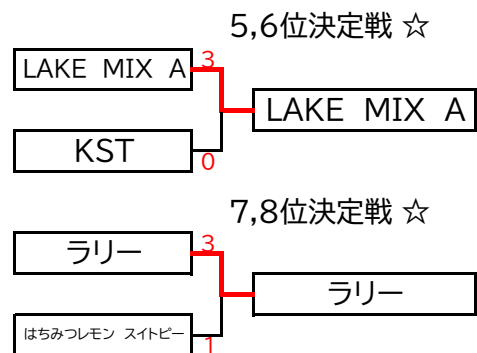 5,6位決定戦 ☆
LAKE MIX A
3
LAKE MIX A
KST
0
7,8位決定戦 ☆
ラリー
3
ラリー
はちみつレモン スイトピー
1